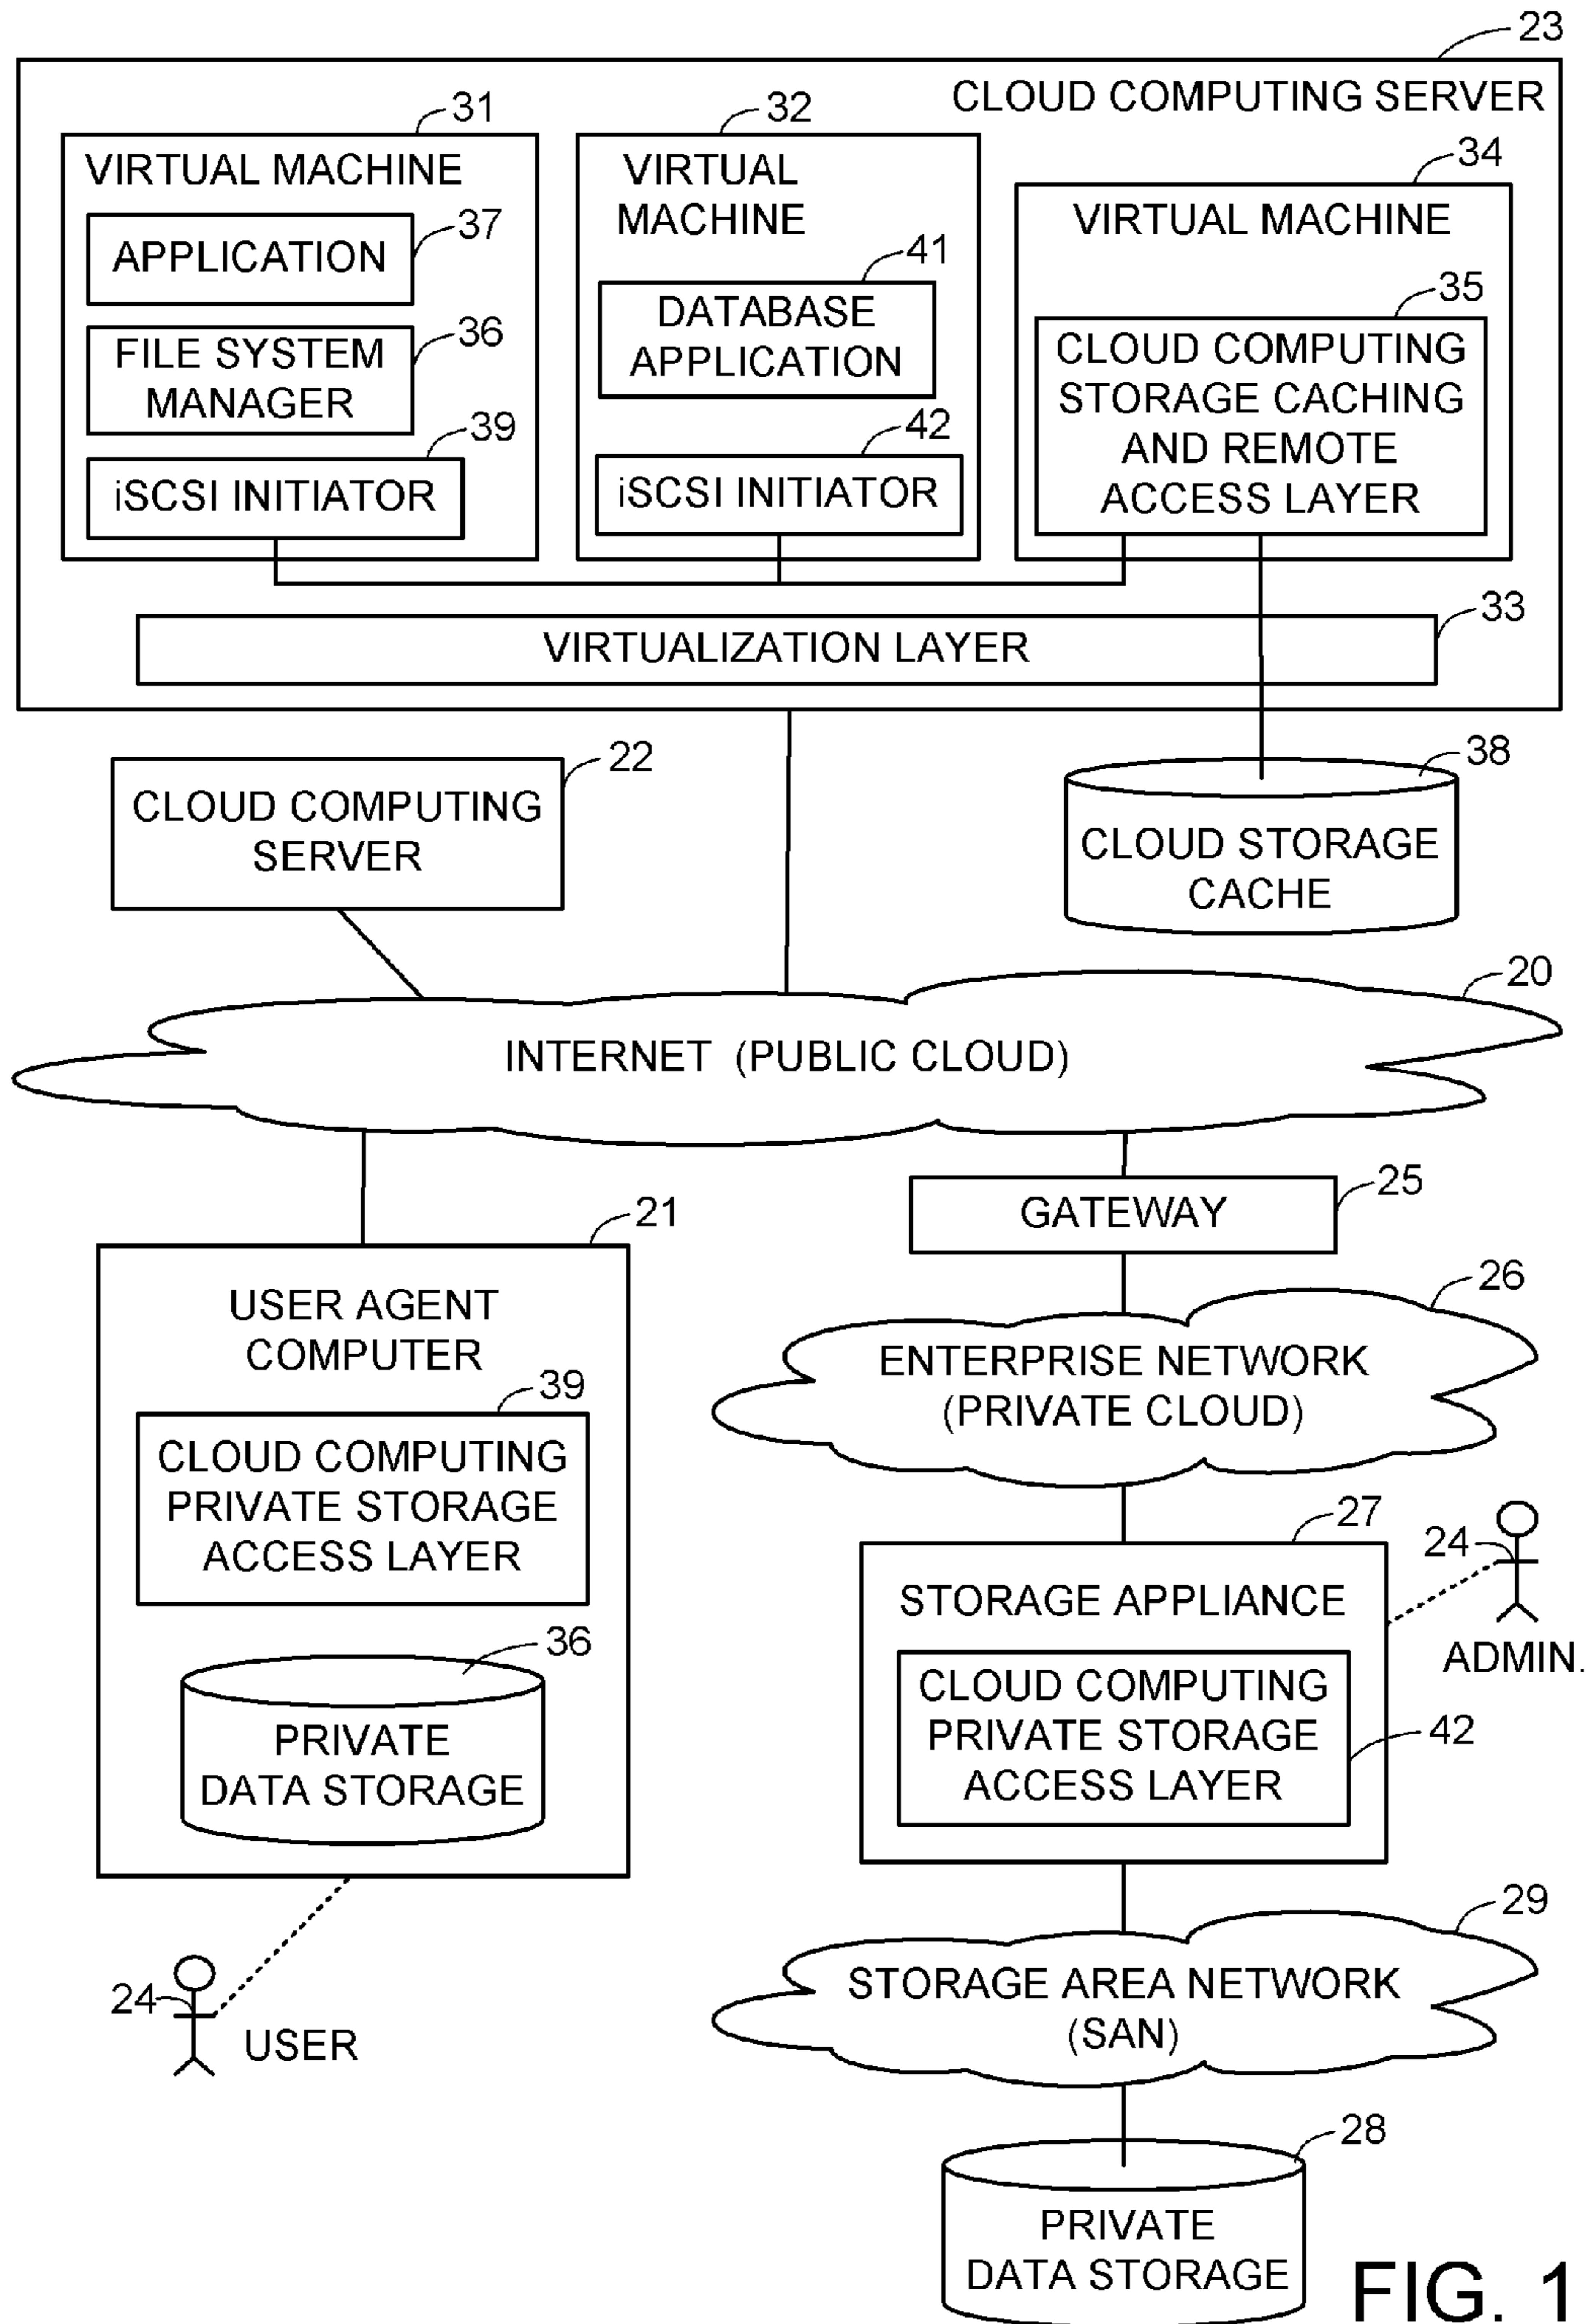 23
CLOUD COMPUTING SERVER
31
VIRTUAL MACHINE
37
APPLICATION
36
FILE SYSTEM
MANAGER
39
iSCSI INITIATOR
32
VIRTUAL
MACHINE
41
DATABASE
APPLICATION
42
iSCSI INITIATOR
34
VIRTUAL MACHINE
35
CLOUD COMPUTING
STORAGE CACHING
AND REMOTE
ACCESS LAYER
33
VIRTUALIZATION LAYER
22
CLOUD COMPUTING
SERVER
38
CLOUD STORAGE
CACHE
20
INTERNET (PUBLIC CLOUD)
21
USER AGENT
COMPUTER
39
CLOUD COMPUTING
PRIVATE STORAGE
ACCESS LAYER
36
PRIVATE
DATA STORAGE
24
USER
25
GATEWAY
26
ENTERPRISE NETWORK
(PRIVATE CLOUD)
27
24
ADMIN.
STORAGE APPLIANCE
CLOUD COMPUTING
PRIVATE STORAGE
ACCESS LAYER
42
29
STORAGE AREA NETWORK
(SAN)
28
PRIVATE
DATA STORAGE
FIG. 1